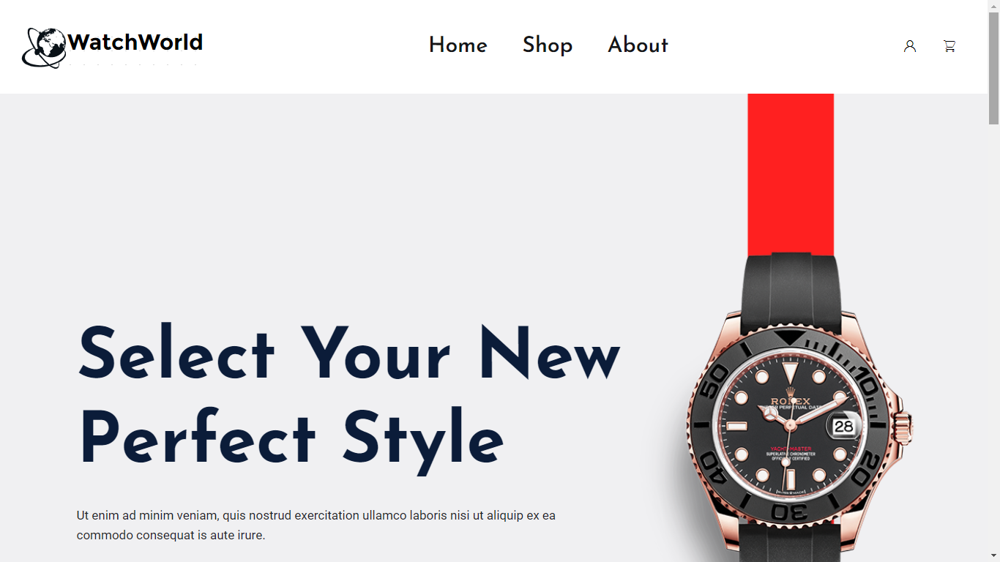 WatchWorld
Home Shop About
Select Your New
Perfect Style
Ut enim ad minim veniam, quis nostrud exercitation ullamco laboris nisi ut aliquip ex ea
commodo consequat is aute irure.
ROLEX
PERPETUAL DATE
YACHT-MASTER
SUPERLATIVE CHRONOMETER
OFFICIALLY CERTIFIED
SWISS MADE
28
10
20
30
40
50